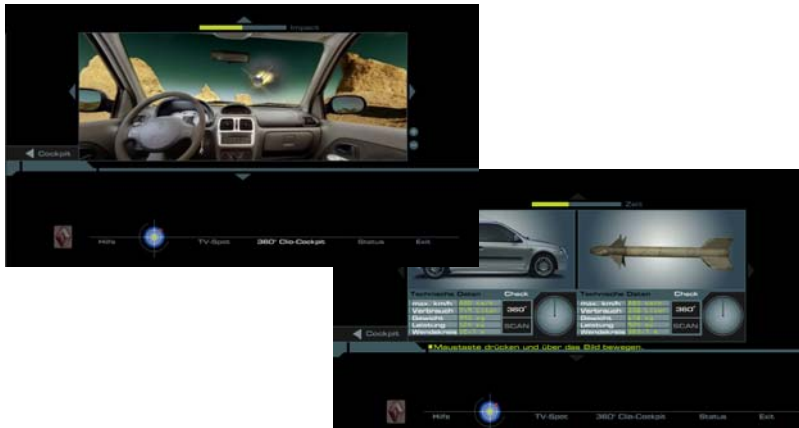 Impact
Cockpit
Hilfe TV-Spot 360° Clio-Cockpit Status Exit
Zeit
Technische Daten Check Technische Daten Check
max. km/h
Verbrauch
Gewicht
Leistung
Wendekreis
360°
SCAN
max. km/h
Verbrauch
Gewicht
Leistung
Wendekreis
360°
SCAN
Cockpit
Maustaste drücken und über das Bild bewegen.
Hilfe TV-Spot 360° Clio-Cockpit Status Exit